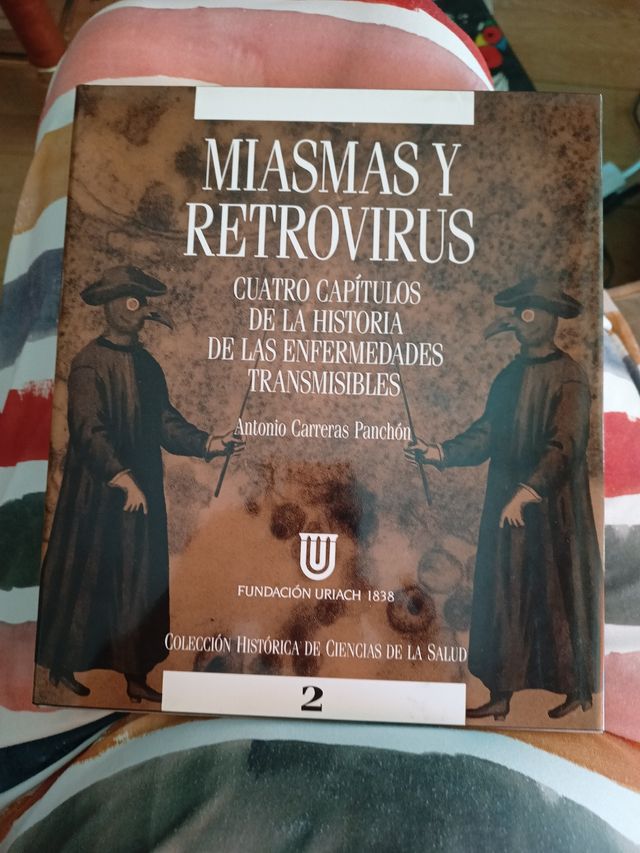 MIASMAS Y
RETROVIRUS
CUATRO CAPÍTULOS
DE LA HISTORIA
DE LAS ENFERMEDADES
TRANSMISIBLES
Antonio Carreras Panchón
FUNDACIÓN URIACH 1838
COLECCIÓN HISTÓRICA DE CIENCIAS DE LA SALUD
2